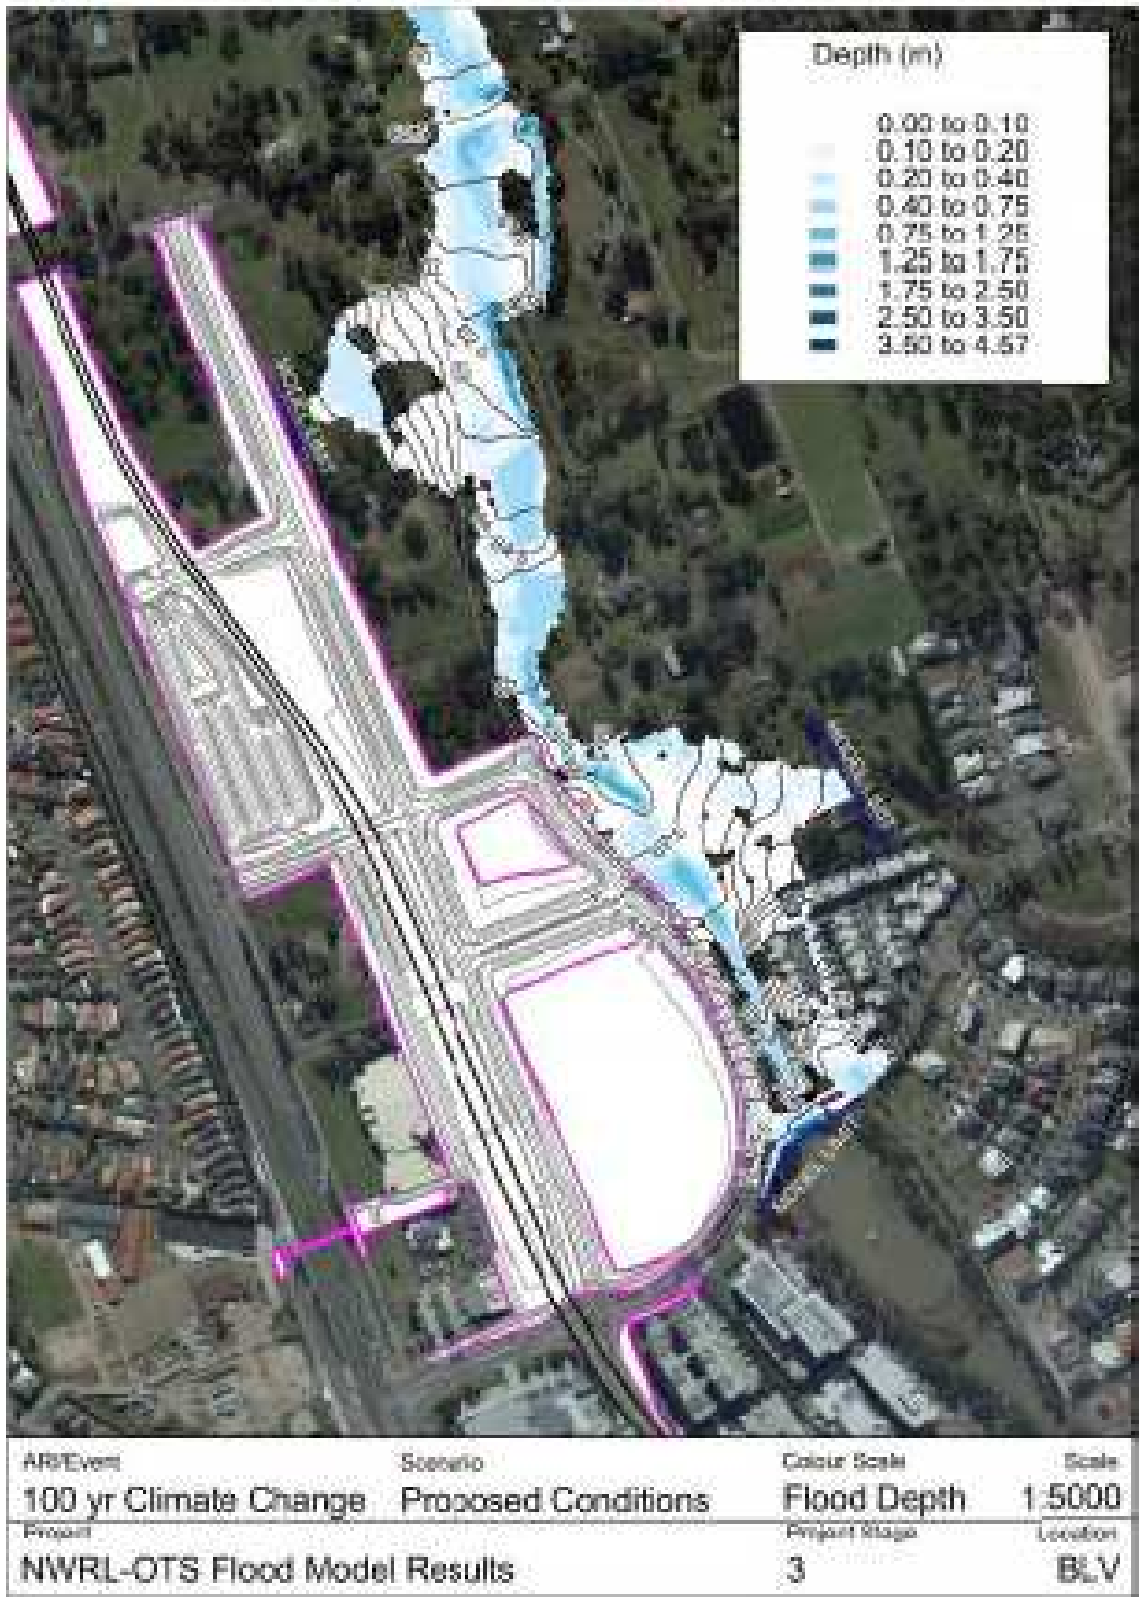 Depth (m)
0.00 to 0.10
0.10 to 0.20
0.20 to 0.40
0.40 to 0.75
0.75 to 1.25
1.25 to 1.75
1.75 to 2.50
2.50 to 3.50
3.50 to 4.57
ARI/Event Scenario Colour Scale Scale
100 yr Climate Change Proposed Conditions Flood Depth 1:5000
Project Project Stage Location
NWRL-OTS Flood Model Results 3 BLV